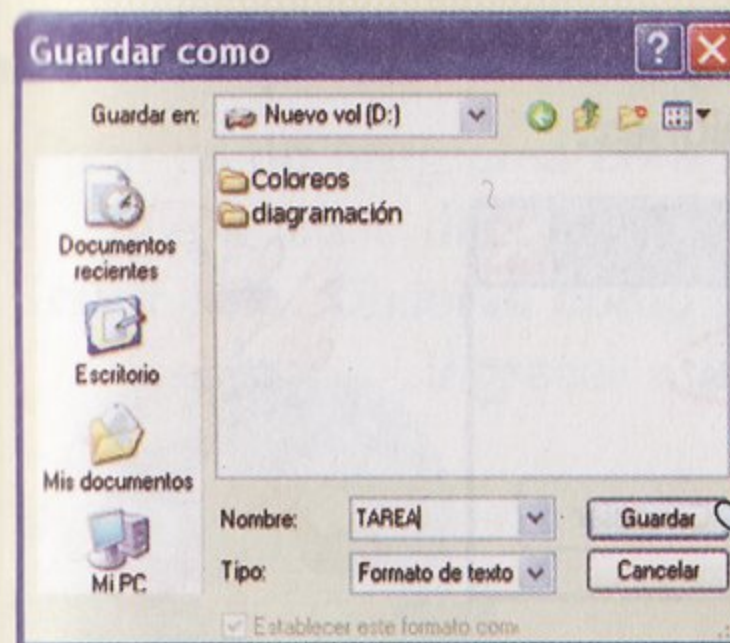 Guardar como
?
Guardar en: Nuevo vol (D:)
Coloreos
diagramación
Documentos
recientes
Escritorio
Mis documentos
Mi PC
Nombre: TAREA Guardar
Tipo: Formato de texto Cancelar
Establecer este formato com